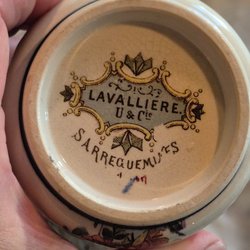 LAVALLIERE.
U & Cie
SARREGUEMINES